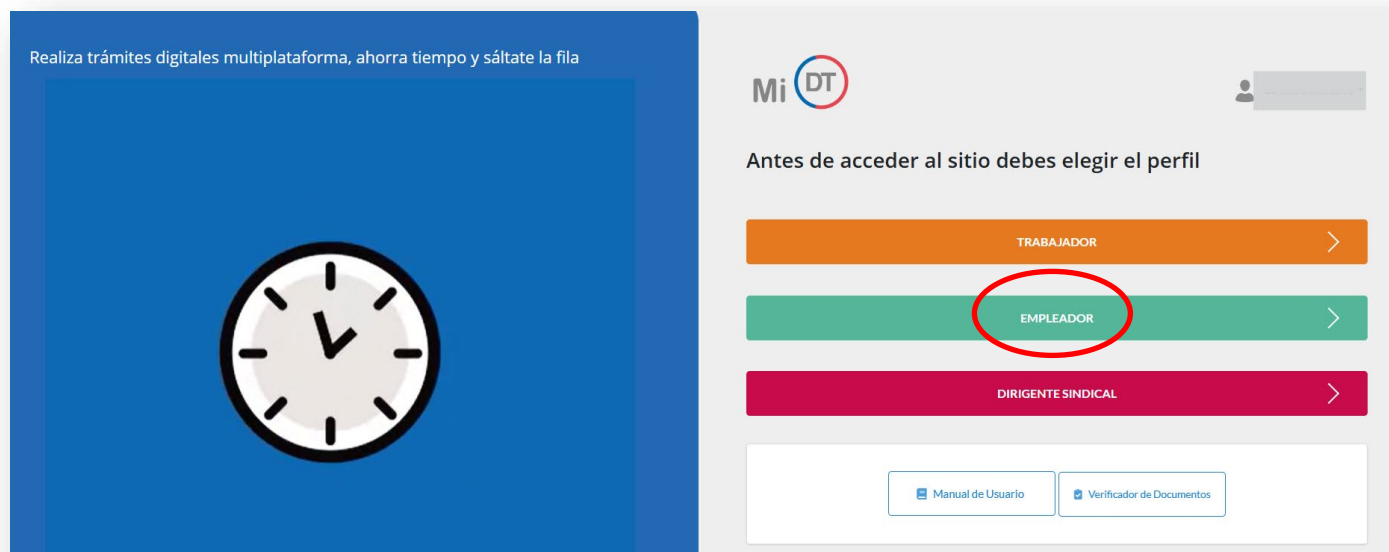 Realiza trámites digitales multiplataforma, ahorra tiempo y sáltate la fila
Mi DT
Antes de acceder al sitio debes elegir el perfil
TRABAJADOR
EMPLEADOR
DIRIGENTE SINDICAL
Manual de Usuario
Verificador de Documentos